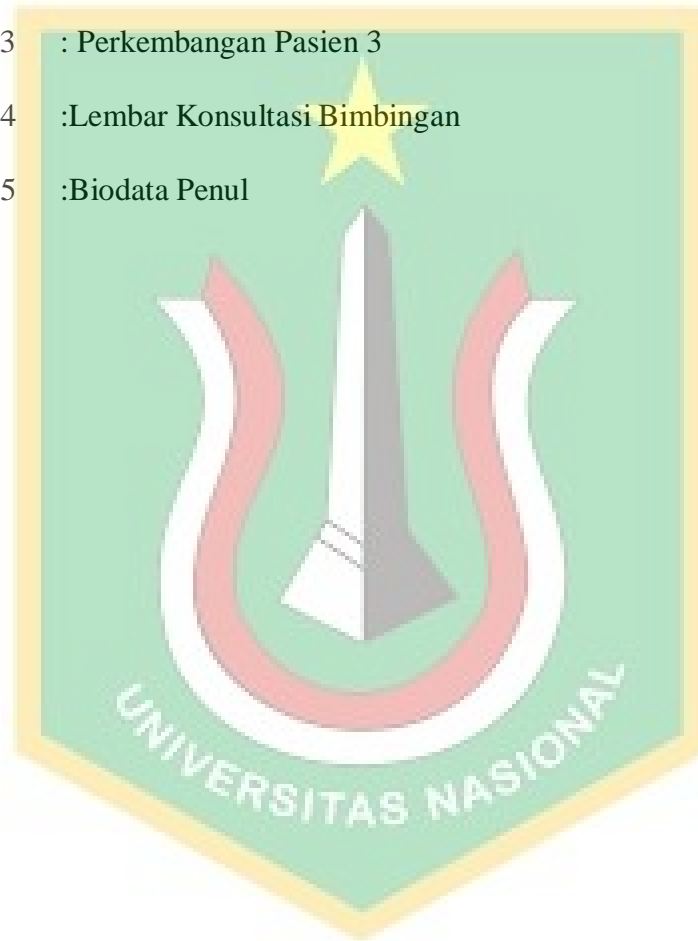 3 : Perkembangan Pasien 3
4 :Lembar Konsultasi Bimbingan
5 :Biodata Penul
UNIVERSITAS NASIONAL